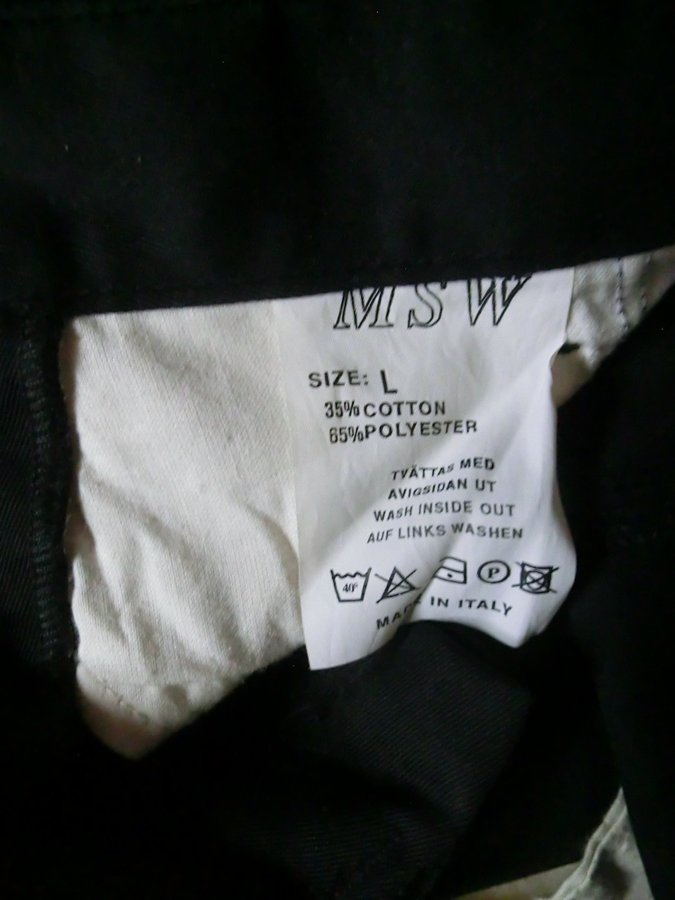 MSW
SIZE: L
35% COTTON
65% POLYESTER
TVÄTTAS MED
AVIGSIDAN UT
WASH INSIDE OUT
AUF LINKS WASHEN
40° P
MADE IN ITALY